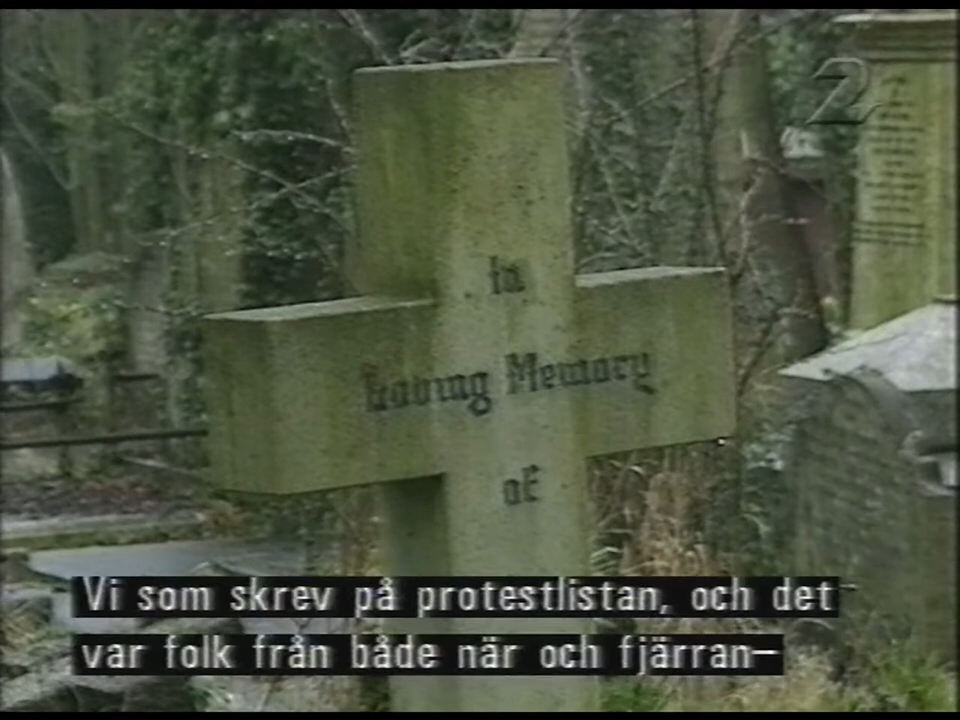 2
In
Loving Memory
of
Vi som skrev på protestlistan, och det
var folk från både när och fjärran–